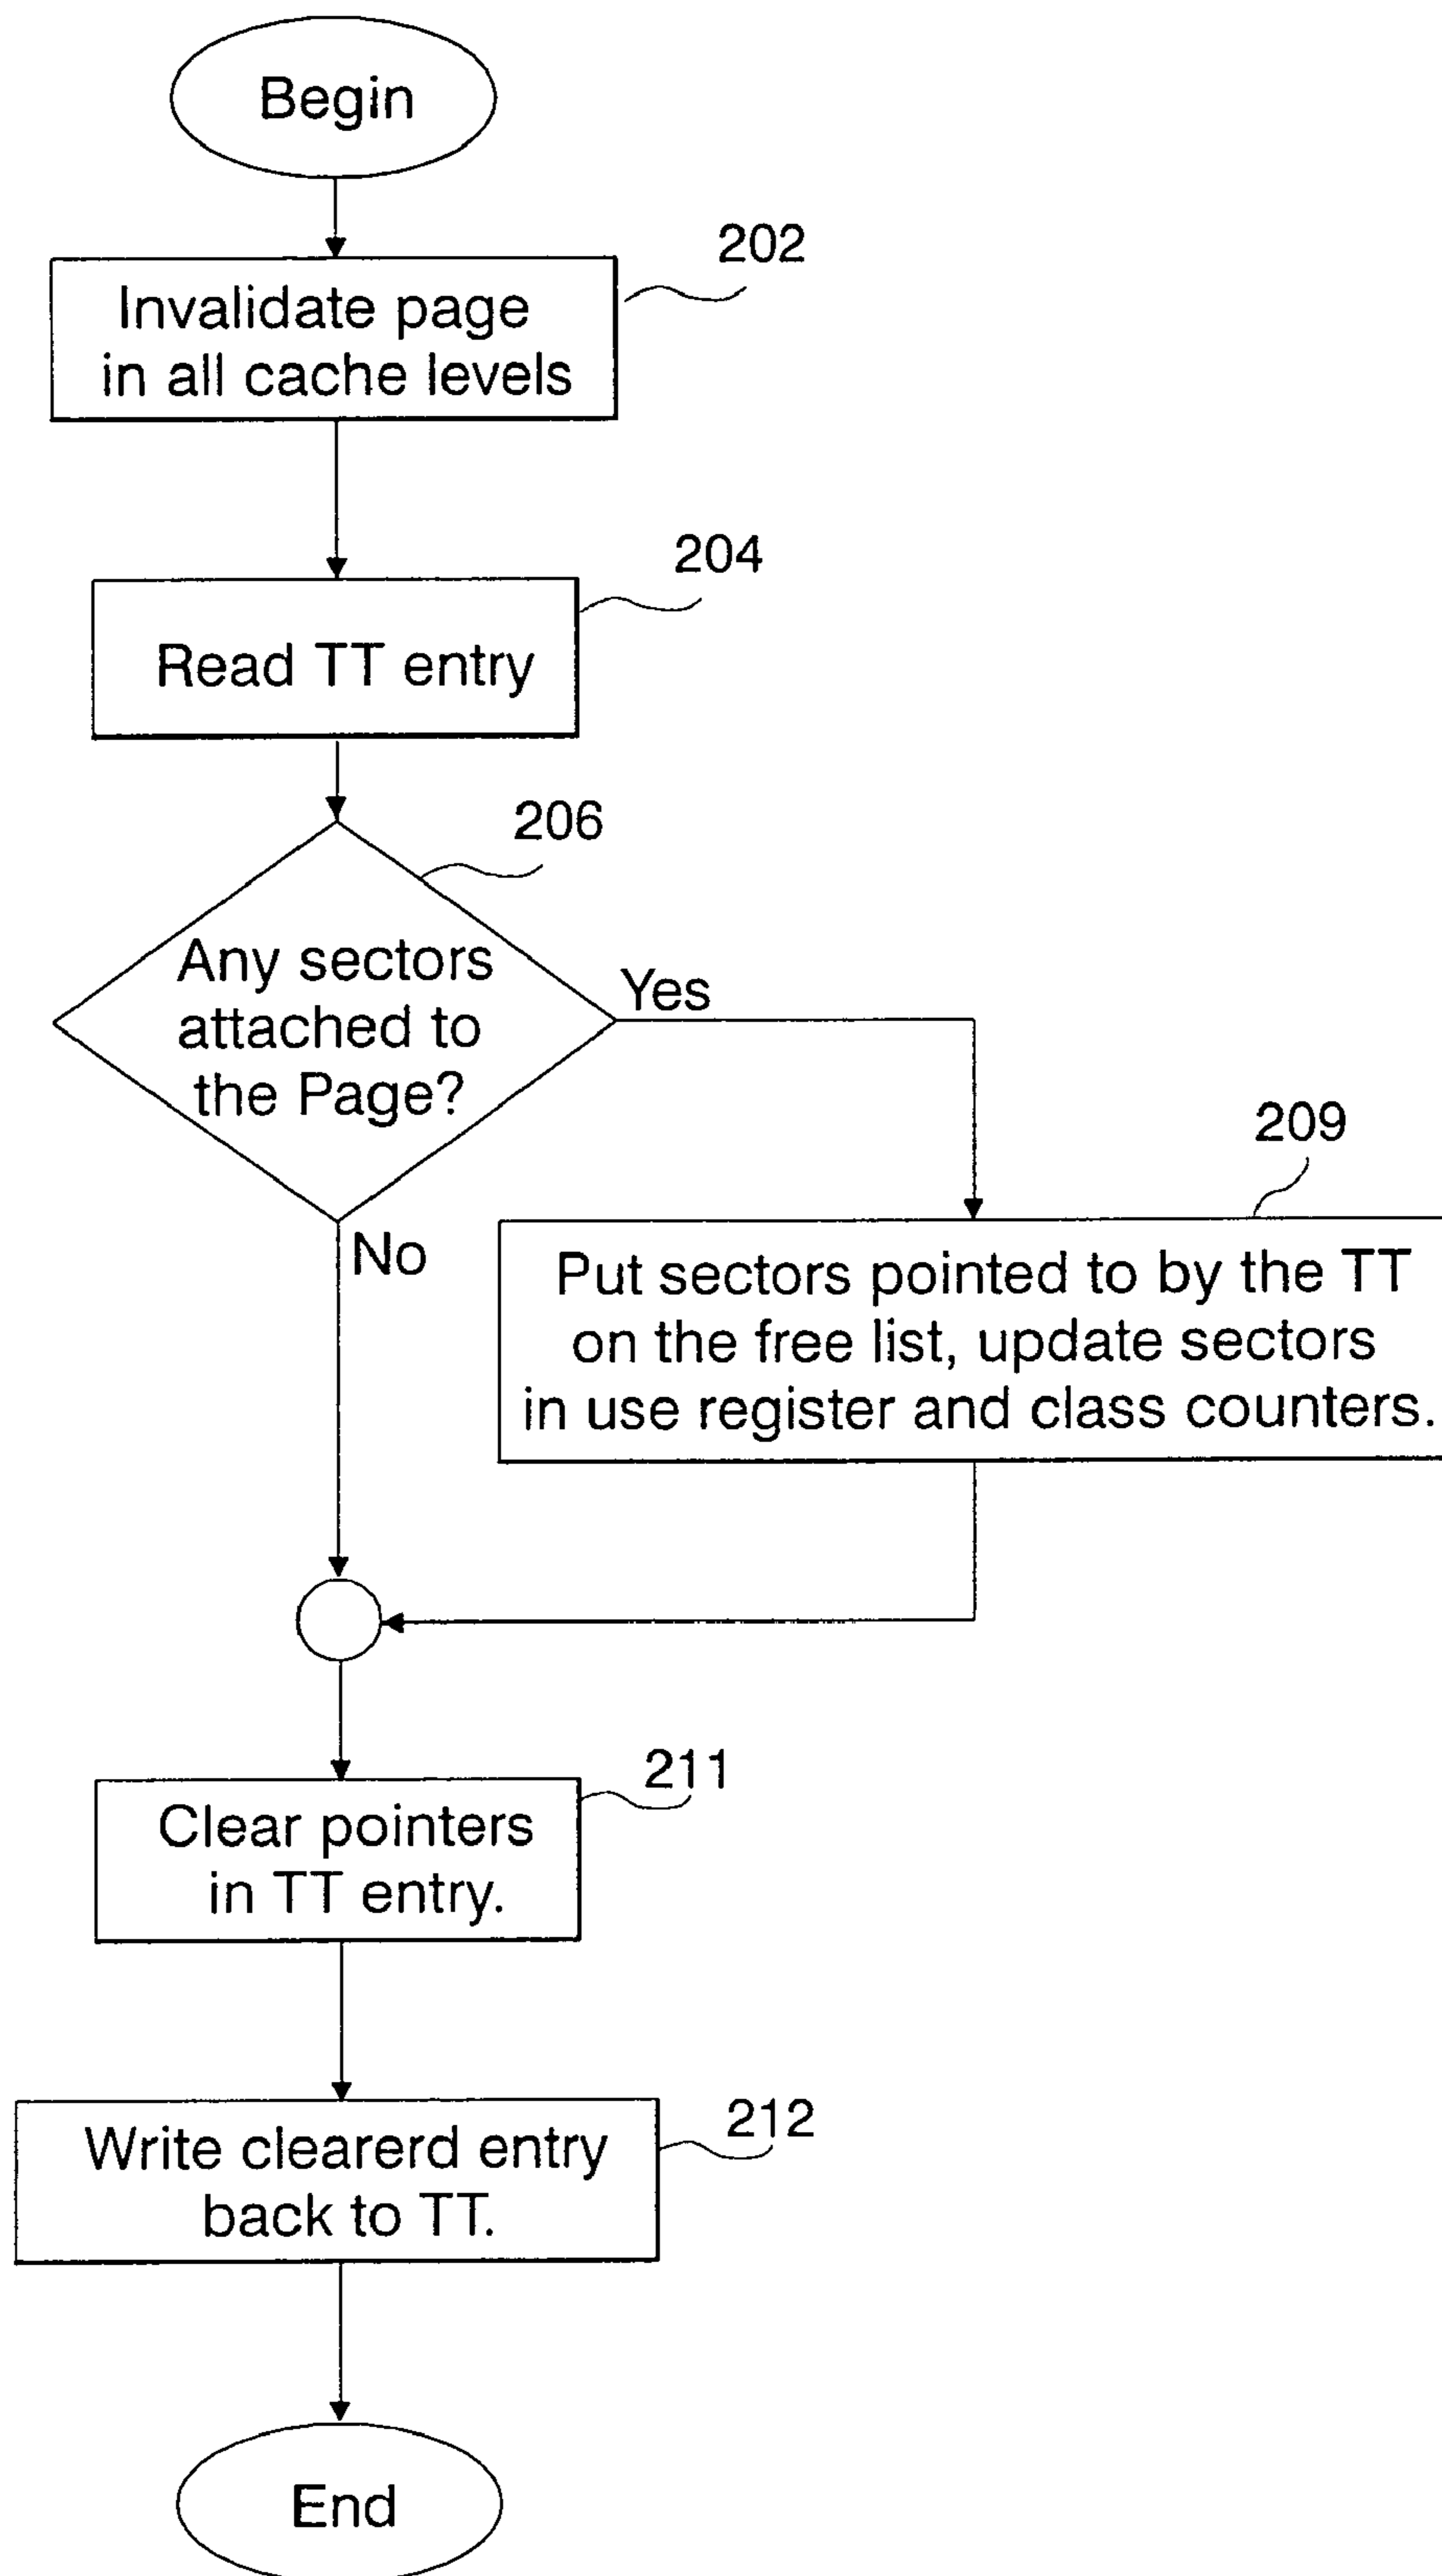 Begin
202
Invalidate page
in all cache levels
204
Read TT entry
206
Any sectors
attached to
the Page?
Yes
No
209
Put sectors pointed to by the TT
on the free list, update sectors
in use register and class counters.
211
Clear pointers
in TT entry.
212
Write clearerd entry
back to TT.
End